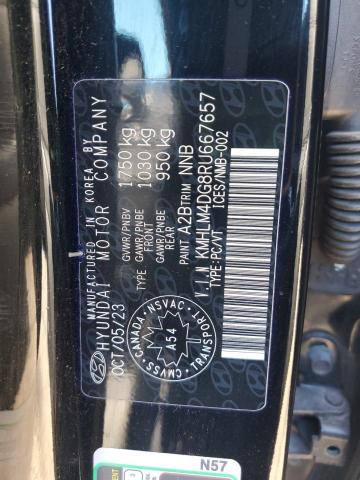 MANUFACTURED IN KOREA BY
HYUNDAI MOTOR COMPANY
OCT/05/23
GVWR/PNBV 1750 kg
TYPE GAWR/PNBE FRONT 1030 kg
GAWR/PNBE REAR 950 kg
PAINT A2B TRIM NNB
V.I.N KMHLM4DG8RU667657
TYPE:PC/VT ICES/NMB-002
CANADA NSVAC TRANSPORT CMVSS
A54
N57